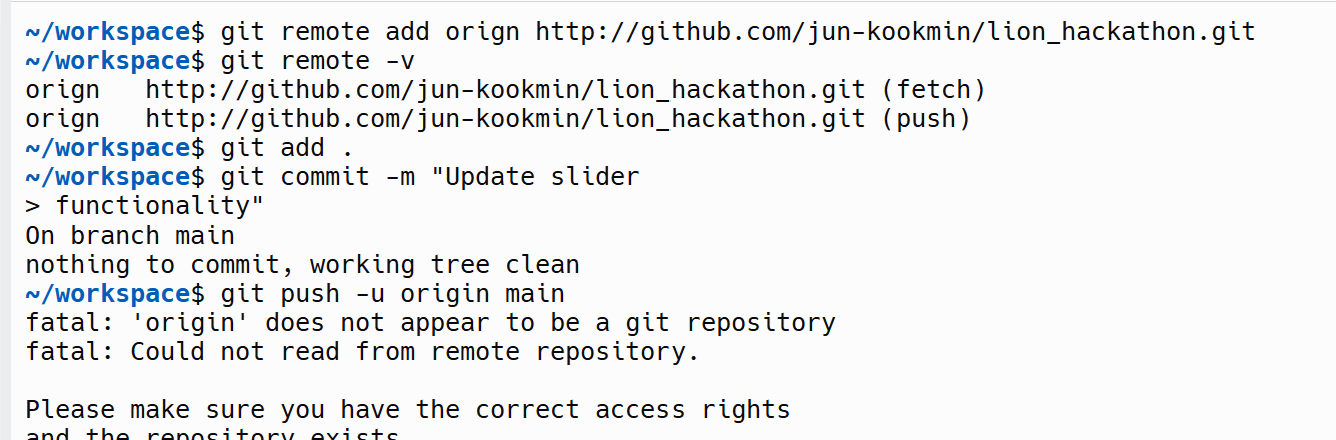 ~/workspace$ git remote add orign http://github.com/jun-kookmin/lion_hackathon.git
~/workspace$ git remote -v
orign   http://github.com/jun-kookmin/lion_hackathon.git (fetch)
orign   http://github.com/jun-kookmin/lion_hackathon.git (push)
~/workspace$ git add .
~/workspace$ git commit -m "Update slider
> functionality"
On branch main
nothing to commit, working tree clean
~/workspace$ git push -u origin main
fatal: 'origin' does not appear to be a git repository
fatal: Could not read from remote repository.
Please make sure you have the correct access rights
and the repository exists.